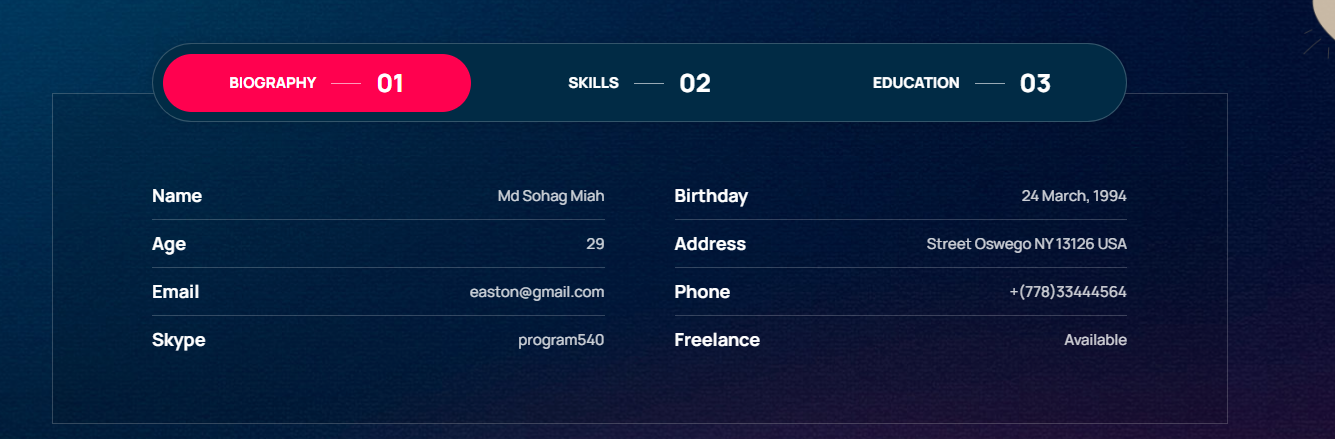 BIOGRAPHY 01 SKILLS 02 EDUCATION 03
Name Md Sohag Miah Birthday 24 March, 1994
Age 29 Address Street Oswego NY 13126 USA
Email easton@gmail.com Phone +(778)33444564
Skype program540 Freelance Available